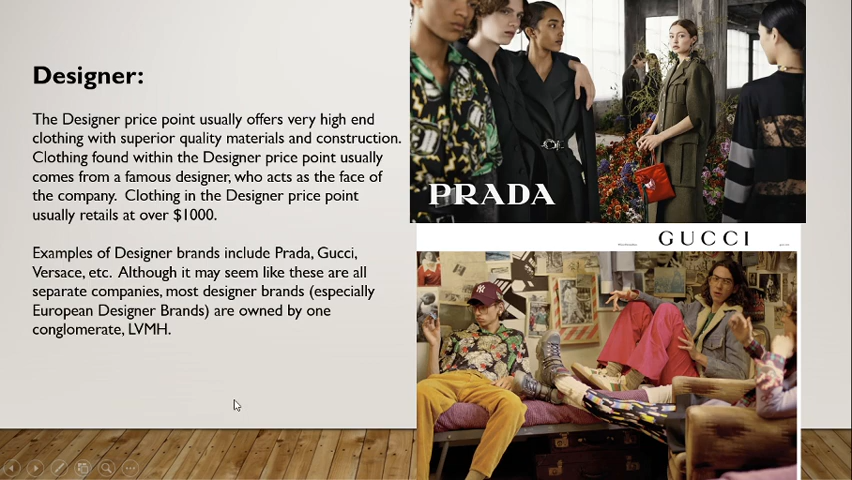 Designer:
The Designer price point usually offers very high end
clothing with superior quality materials and construction.
Clothing found within the Designer price point usually
comes from a famous designer, who acts as the face of
the company.  Clothing in the Designer price point
usually retails at over $1000.
Examples of Designer brands include Prada, Gucci,
Versace, etc.  Although it may seem like these are all
separate companies, most designer brands (especially
European Designer Brands) are owned by one
conglomerate, LVMH.
PRADA
GUCCI